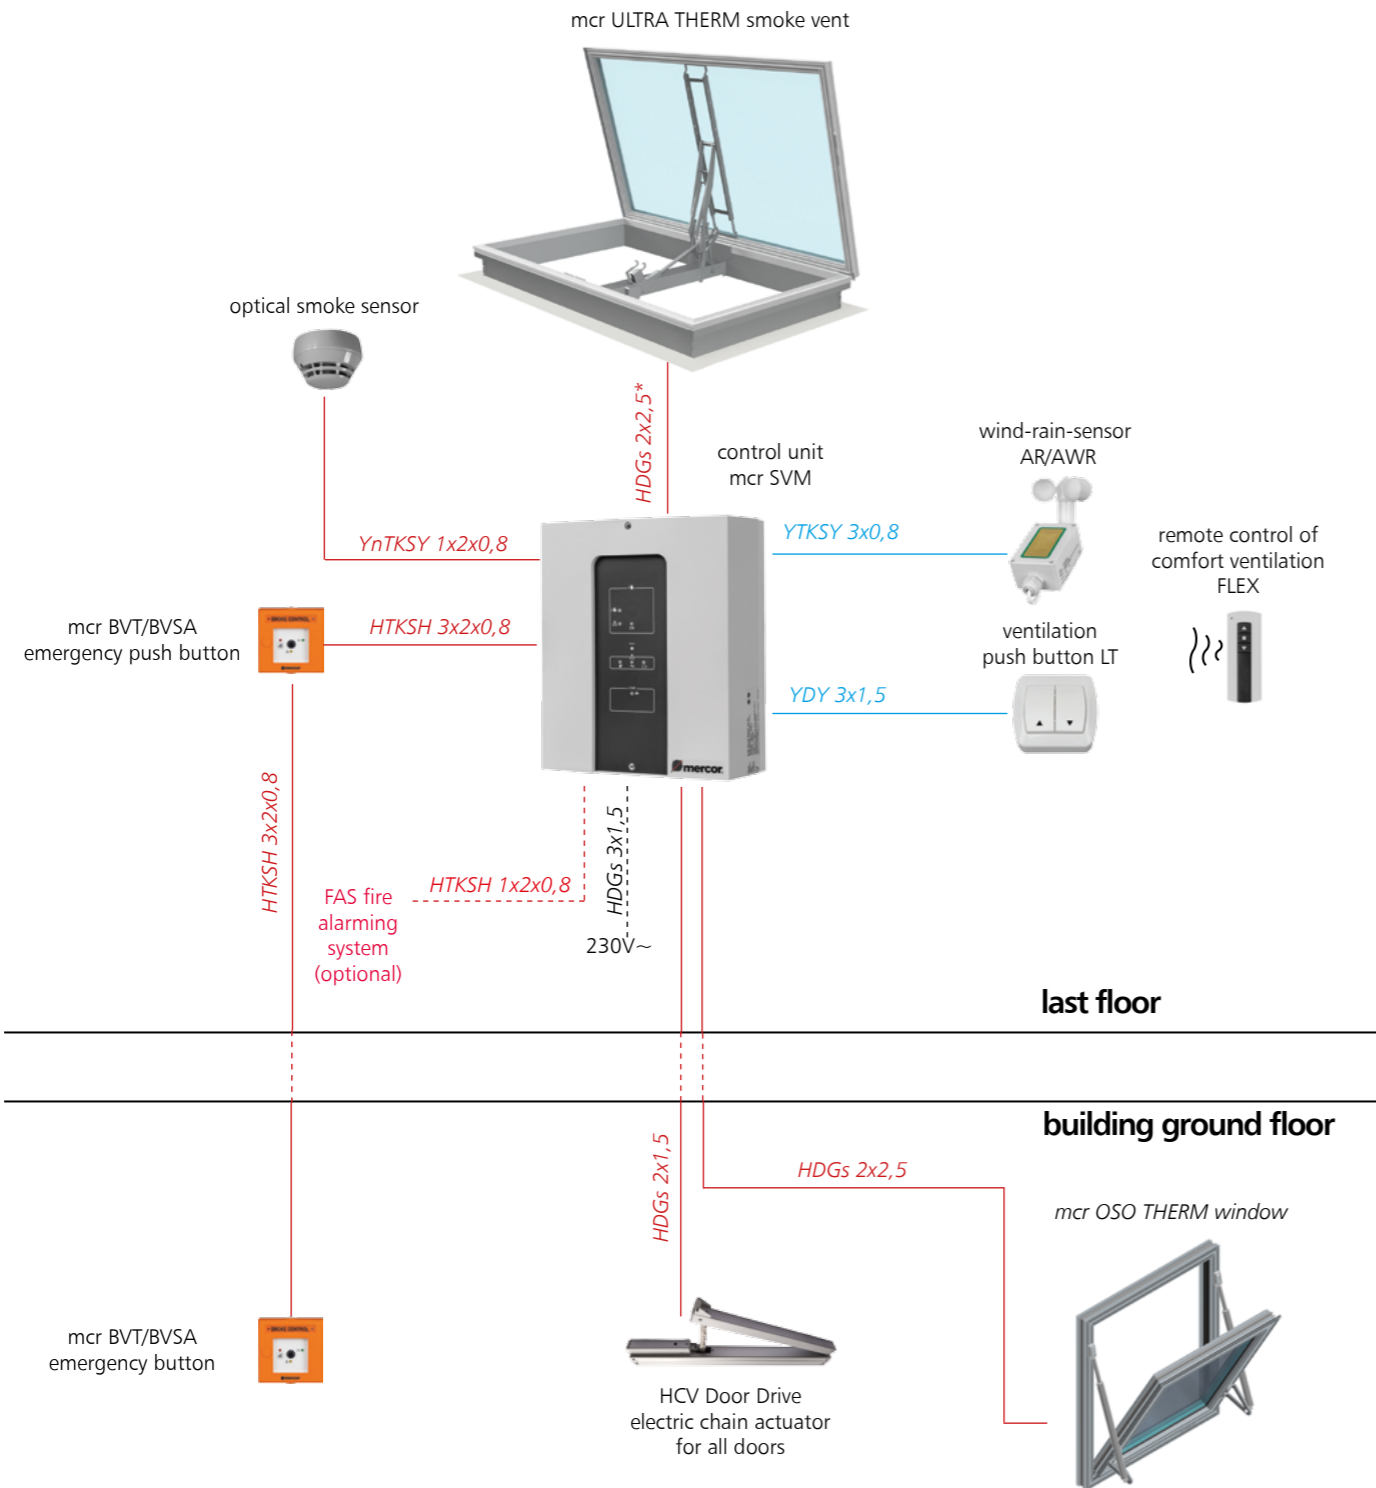 mcr ULTRA THERM smoke vent
optical smoke sensor
HDGs 2x2,5*
control unit
mcr SVM
wind-rain-sensor
AR/AWR
YnTKSY 1x2x0,8
YTKSY 3x0,8
remote control of
comfort ventilation
FLEX
mcr BVT/BVSA
emergency push button
SMOKE CONTROL
HTKSH 3x2x0,8
ventilation
push button LT
YDY 3x1,5
mercor
HTKSH 3x2x0,8
FAS fire
alarming
system
(optional)
HTKSH 1x2x0,8
HDGs 3x1,5
230V~
last floor
building ground floor
HDGs 2x1,5
HDGs 2x2,5
mcr OSO THERM window
mcr BVT/BVSA
emergency button
SMOKE CONTROL
HCV Door Drive
electric chain actuator
for all doors